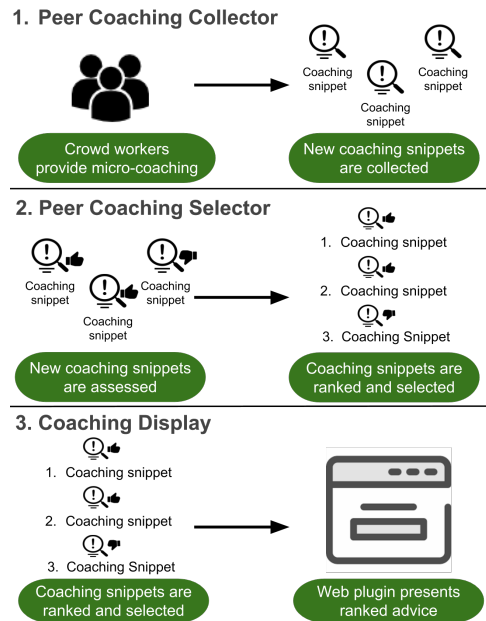 1. Peer Coaching Collector
Coaching
snippet
Coaching
snippet
Coaching
snippet
Crowd workers
provide micro-coaching
New coaching snippets
are collected
2. Peer Coaching Selector
Coaching
snippet
Coaching
snippet
Coaching
snippet
1. Coaching snippet
2. Coaching snippet
3. Coaching Snippet
New coaching snippets
are assessed
Coaching snippets are
ranked and selected
3. Coaching Display
1. Coaching snippet
2. Coaching snippet
3. Coaching Snippet
Coaching snippets are
ranked and selected
Web plugin presents
ranked advice